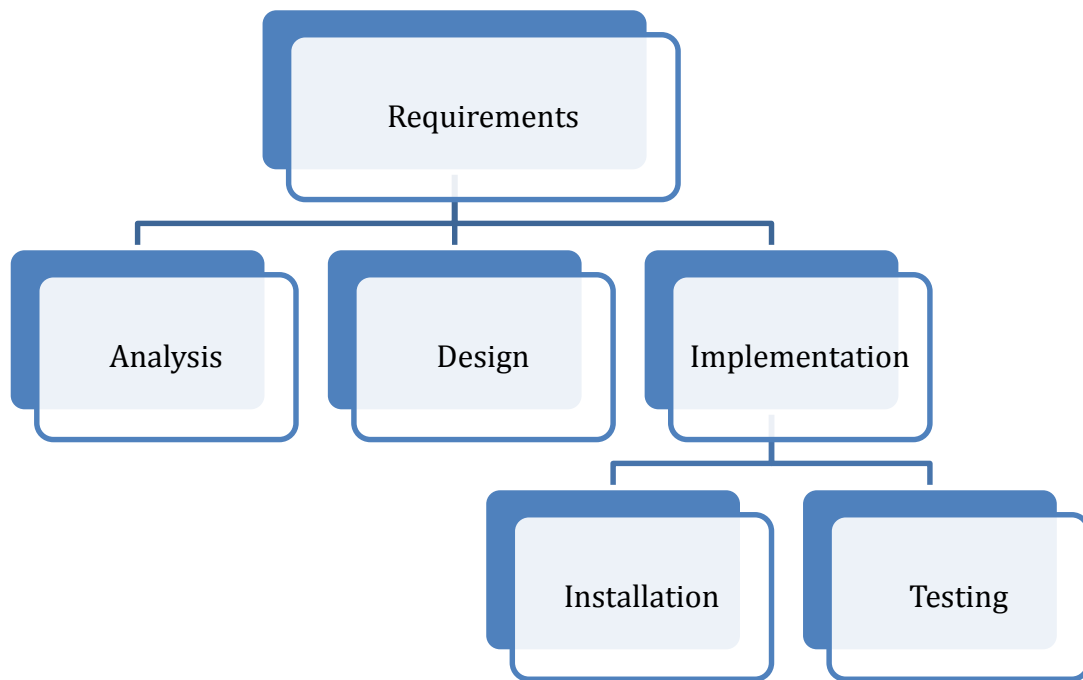 Requirements
Analysis
Design
Implementation
Installation
Testing